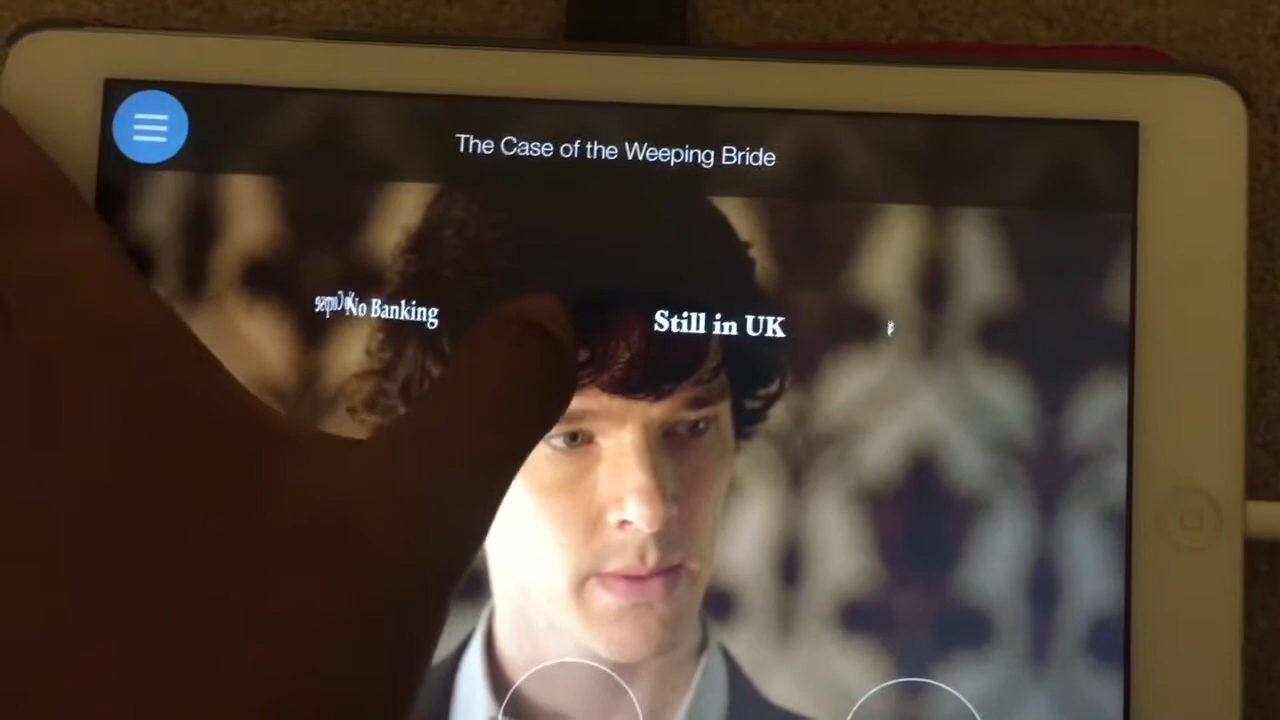 The Case of the Weeping Bride
No Banking
Still in UK